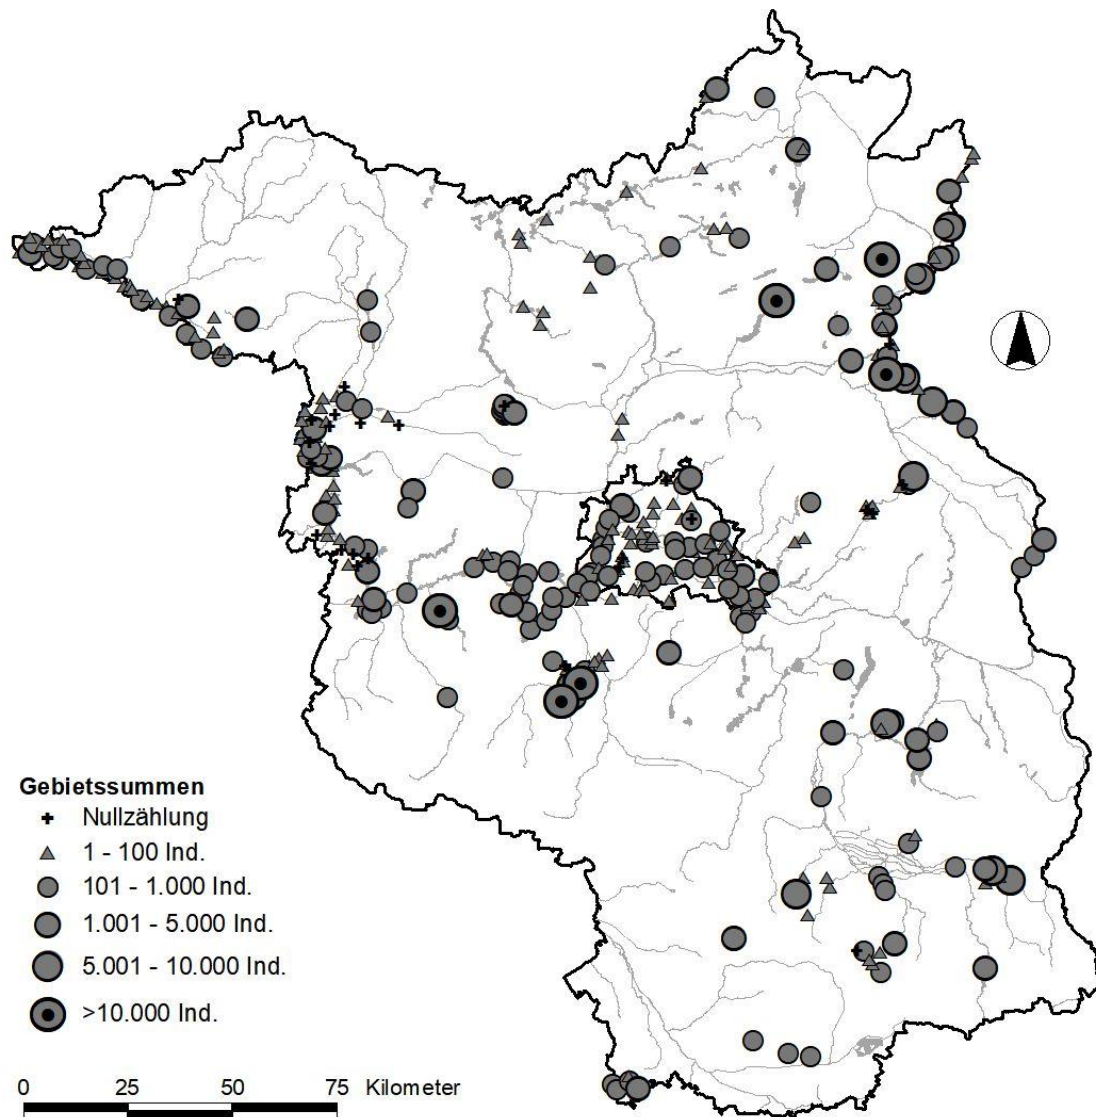 Gebietssummen
Nullzählung
1 - 100 Ind.
101 - 1.000 Ind.
1.001 - 5.000 Ind.
5.001 - 10.000 Ind.
>10.000 Ind.
0 25 50 75 Kilometer